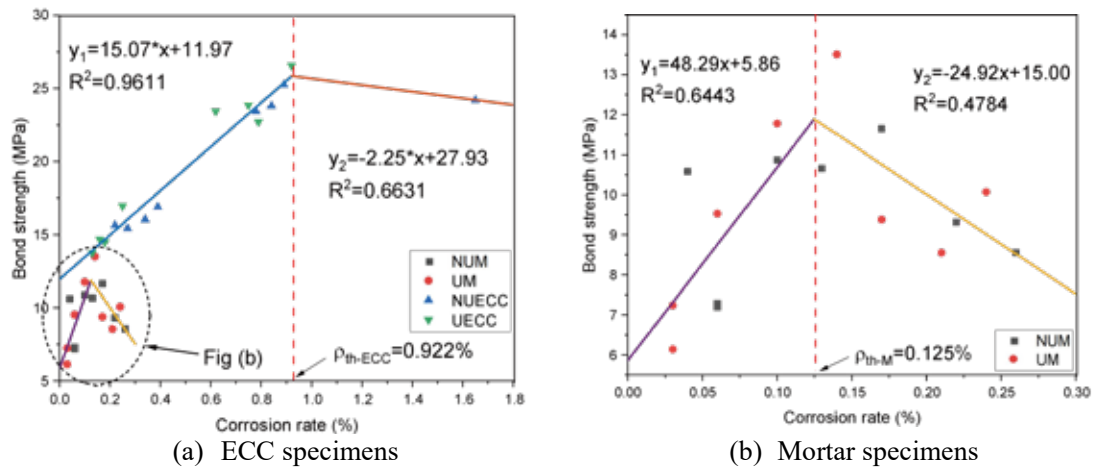 30
25
20
15
10
5
Bond strength (MPa)
y₁=15.07*x+11.97
R²=0.9611
y₂=-2.25*x+27.93
R²=0.6631
NUM
UM
NUECC
UECC
Fig (b)
ρth-ECC=0.922%
0.0 0.2 0.4 0.6 0.8 1.0 1.2 1.4 1.6 1.8
Corrosion rate (%)
(a) ECC specimens
14
13
12
11
10
9
8
7
6
Bond strength (MPa)
y₁=48.29x+5.86
R²=0.6443
y₂=-24.92x+15.00
R²=0.4784
NUM
UM
ρth-M=0.125%
0.00 0.05 0.10 0.15 0.20 0.25 0.30
Corrosion rate (%)
(b) Mortar specimens